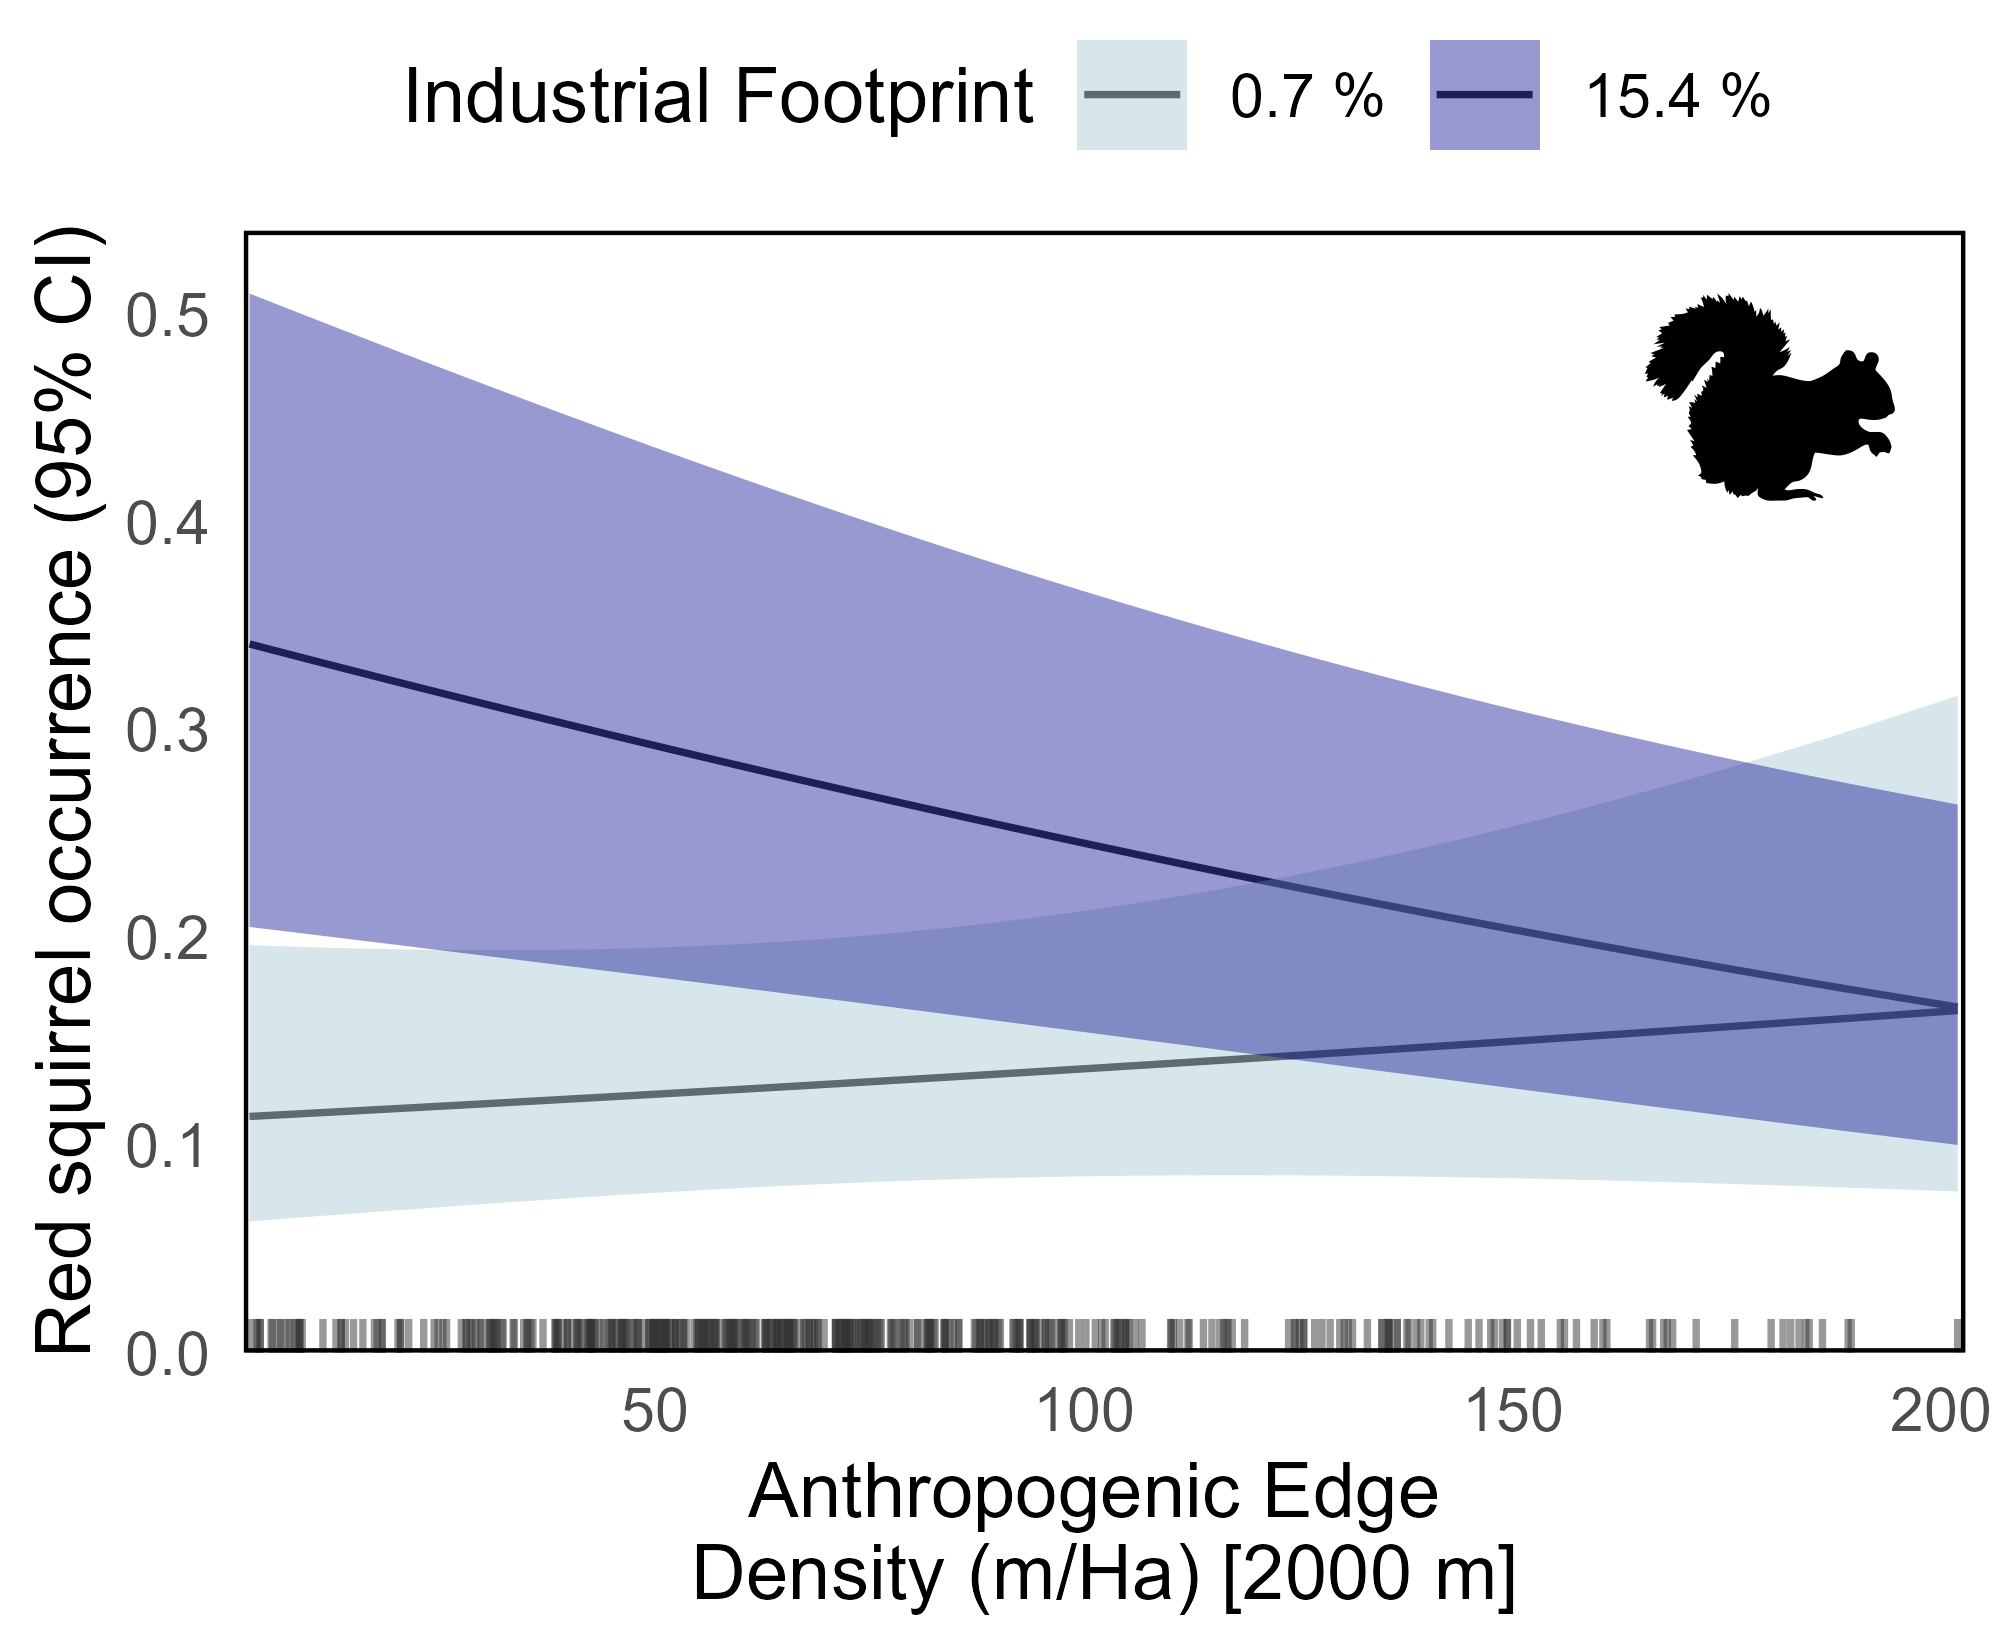 Industrial Footprint 0.7 % 15.4 %
Red squirrel occurrence (95% CI)
0.5
0.4
0.3
0.2
0.1
0.0
50 100 150 200
Anthropogenic Edge
Density (m/Ha) [2000 m]